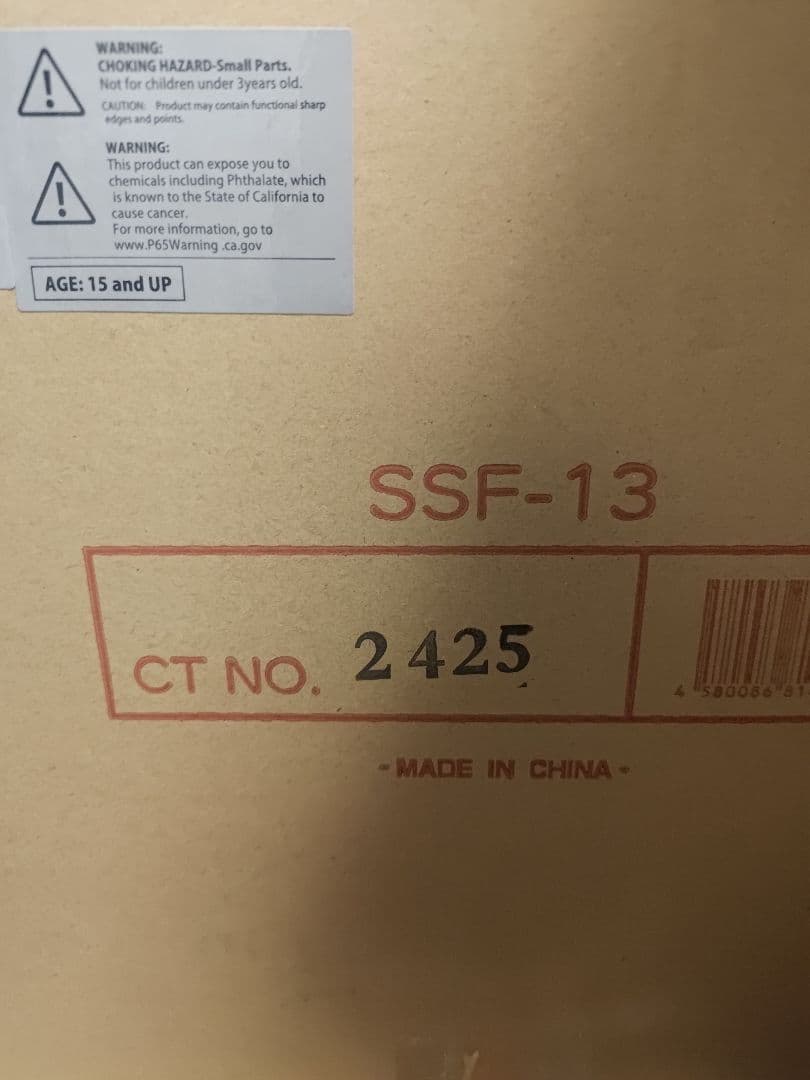 WARNING:
CHOKING HAZARD-Small Parts.
Not for children under 3years old.
CAUTION: Product may contain functional sharp
edges and points.
WARNING:
This product can expose you to
chemicals including Phthalate, which
is known to the State of California to
cause cancer.
For more information, go to
www.P65Warning .ca.gov
AGE: 15 and UP
SSF-13
CT NO. 2425
4 580086 81
- MADE IN CHINA -